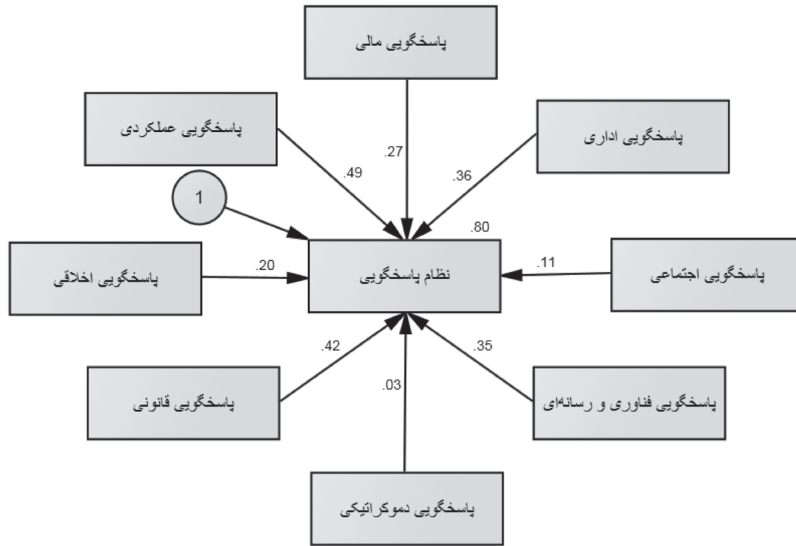 پاسخگویی مالی
پاسخگویی عملکردی
پاسخگویی اداری
.27
.49
.36
1
.80
پاسخگویی اخلاقی
.20
نظام پاسخگویی
.11
پاسخگویی اجتماعی
.42
.35
.03
پاسخگویی قانونی
پاسخگویی فناوری و رسانه‌ای
پاسخگویی دموکراتیکی